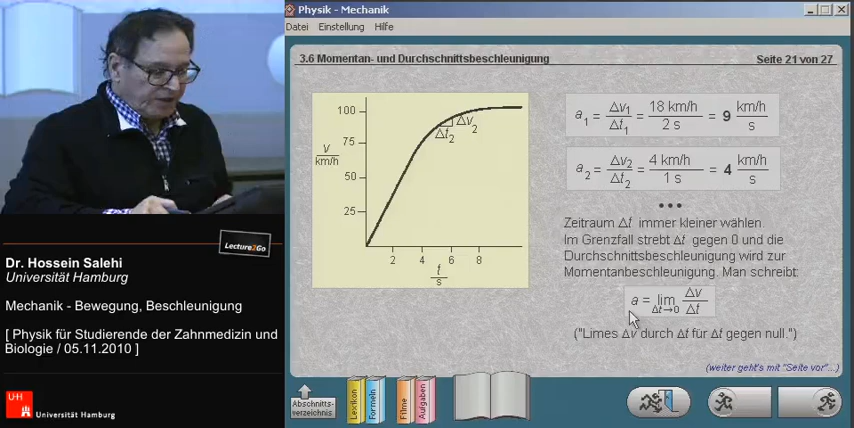 Physik - Mechanik
Datei Einstellung Hilfe
3.6 Momentan- und Durchschnittsbeschleunigung
Seite 21 von 27
100
75
50
25
v
km/h
2 4 6 8
t
s
Δv₂
Δt₂
a₁ = Δv₁/Δt₁ = 18 km/h / 2 s = 9 km/h / s
a₂ = Δv₂/Δt₂ = 4 km/h / 1 s = 4 km/h / s
•••
Zeitraum Δt immer kleiner wählen.
Im Grenzfall strebt Δt gegen 0 und die
Durchschnittsbeschleunigung wird zur
Momentanbeschleunigung. Man schreibt:
a = lim Δt→0 Δv/Δt
("Limes Δv durch Δt für Δt gegen null.")
(weiter geht's mit "Seite vor"...)
Abschnitts-
verzeichnis
Lexikon
Formeln
Filme
Aufgaben
Lecture2Go
Dr. Hossein Salehi
Universität Hamburg
Mechanik - Bewegung, Beschleunigung
[ Physik für Studierende der Zahnmedizin und
Biologie / 05.11.2010 ]
UH
Universität Hamburg